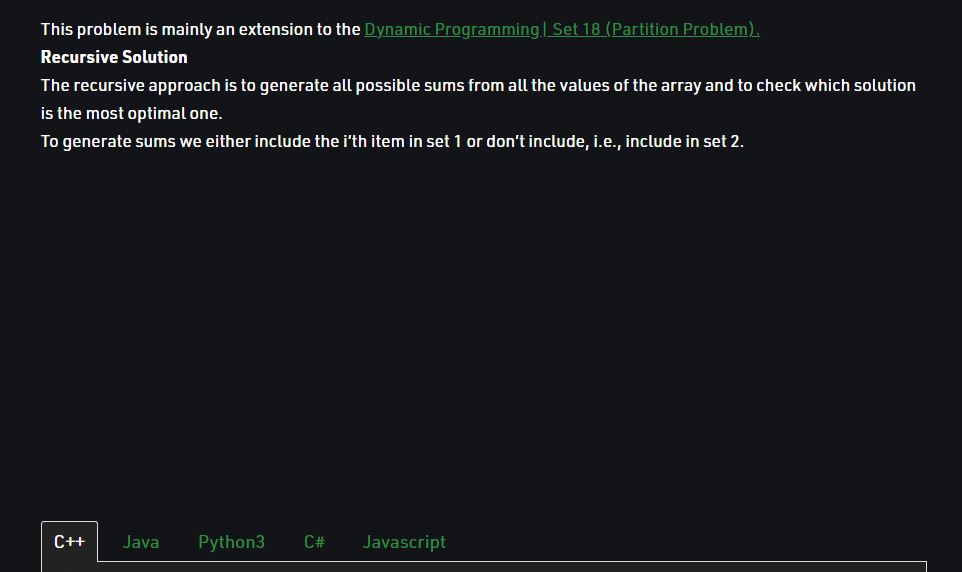 This problem is mainly an extension to the Dynamic Programming| Set 18 (Partition Problem).
Recursive Solution
The recursive approach is to generate all possible sums from all the values of the array and to check which solution
is the most optimal one.
To generate sums we either include the i’th item in set 1 or don’t include, i.e., include in set 2.
C++ Java Python3 C# Javascript